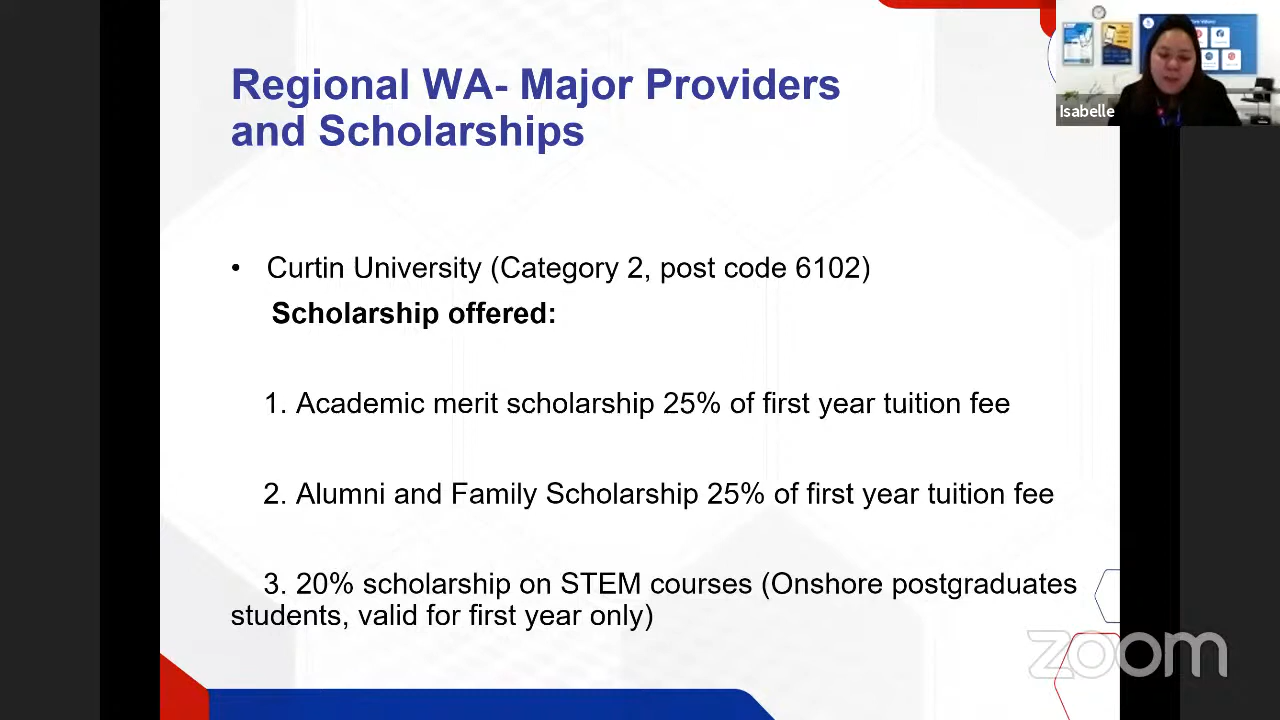 Regional WA- Major Providers
and Scholarships
Isabelle
• Curtin University (Category 2, post code 6102)
Scholarship offered:
1. Academic merit scholarship 25% of first year tuition fee
2. Alumni and Family Scholarship 25% of first year tuition fee
3. 20% scholarship on STEM courses (Onshore postgraduates
students, valid for first year only)
zoom